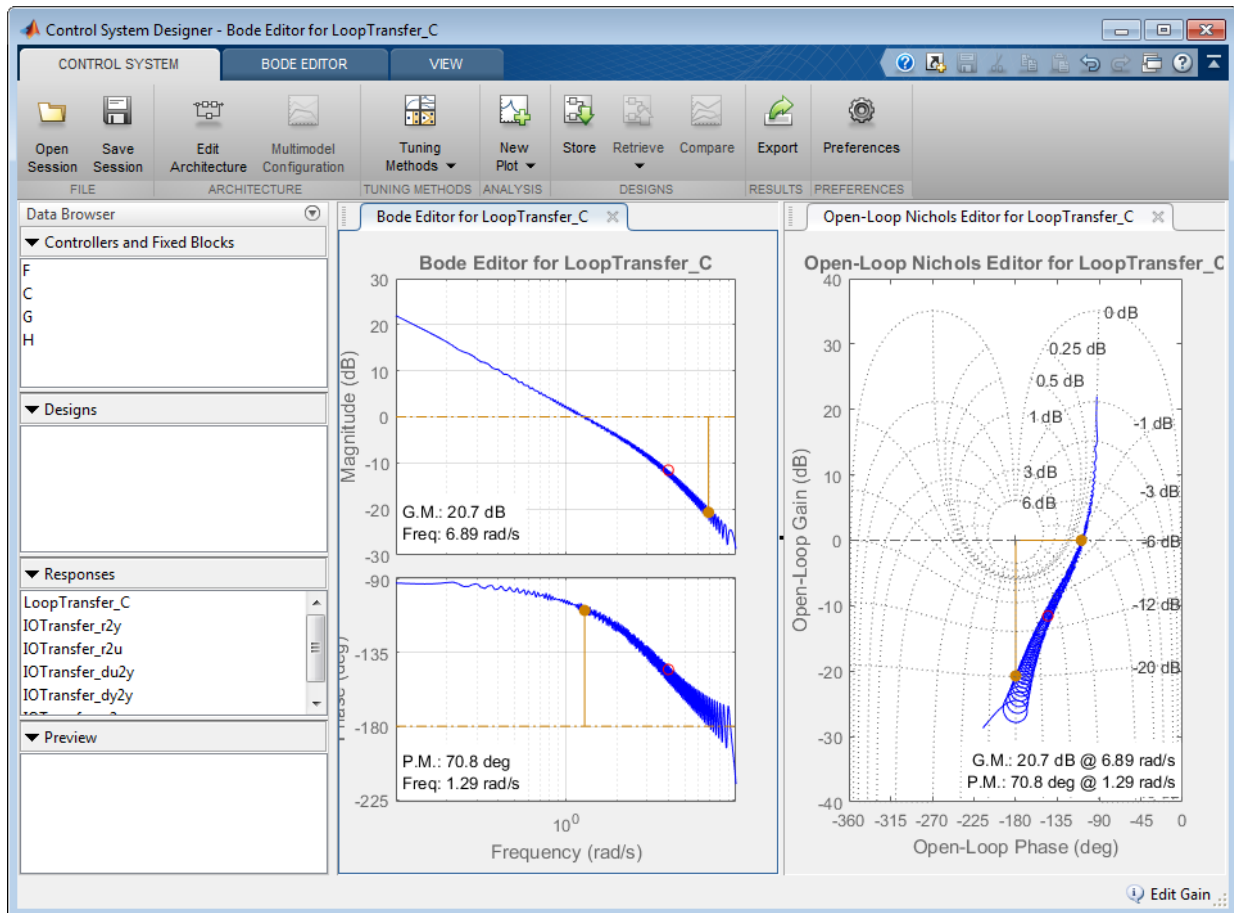 Control System Designer - Bode Editor for LoopTransfer_C
CONTROL SYSTEM
BODE EDITOR
VIEW
Open Session
Save Session
Edit Architecture
Multimodel Configuration
Tuning Methods
New Plot
Store
Retrieve
Compare
Export
Preferences
FILE
ARCHITECTURE
TUNING METHODS
ANALYSIS
DESIGNS
RESULTS
PREFERENCES
Data Browser
Controllers and Fixed Blocks
F
C
G
H
Designs
Responses
LoopTransfer_C
IOTransfer_r2y
IOTransfer_r2u
IOTransfer_du2y
IOTransfer_dy2y
Preview
Bode Editor for LoopTransfer_C
Bode Editor for LoopTransfer_C
Magnitude (dB)
30
20
10
0
-10
-20
-30
G.M.: 20.7 dB
Freq: 6.89 rad/s
Phase (deg)
-90
-135
-180
-225
P.M.: 70.8 deg
Freq: 1.29 rad/s
10^0
Frequency (rad/s)
Open-Loop Nichols Editor for LoopTransfer_C
Open-Loop Nichols Editor for LoopTransfer_C
Open-Loop Gain (dB)
40
30
20
10
0
-10
-20
-30
-40
0 dB
0.25 dB
0.5 dB
1 dB
-1 dB
3 dB
-3 dB
6 dB
-6 dB
-12 dB
-20 dB
G.M.: 20.7 dB @ 6.89 rad/s
P.M.: 70.8 deg @ 1.29 rad/s
-360 -315 -270 -225 -180 -135 -90 -45 0
Open-Loop Phase (deg)
Edit Gain